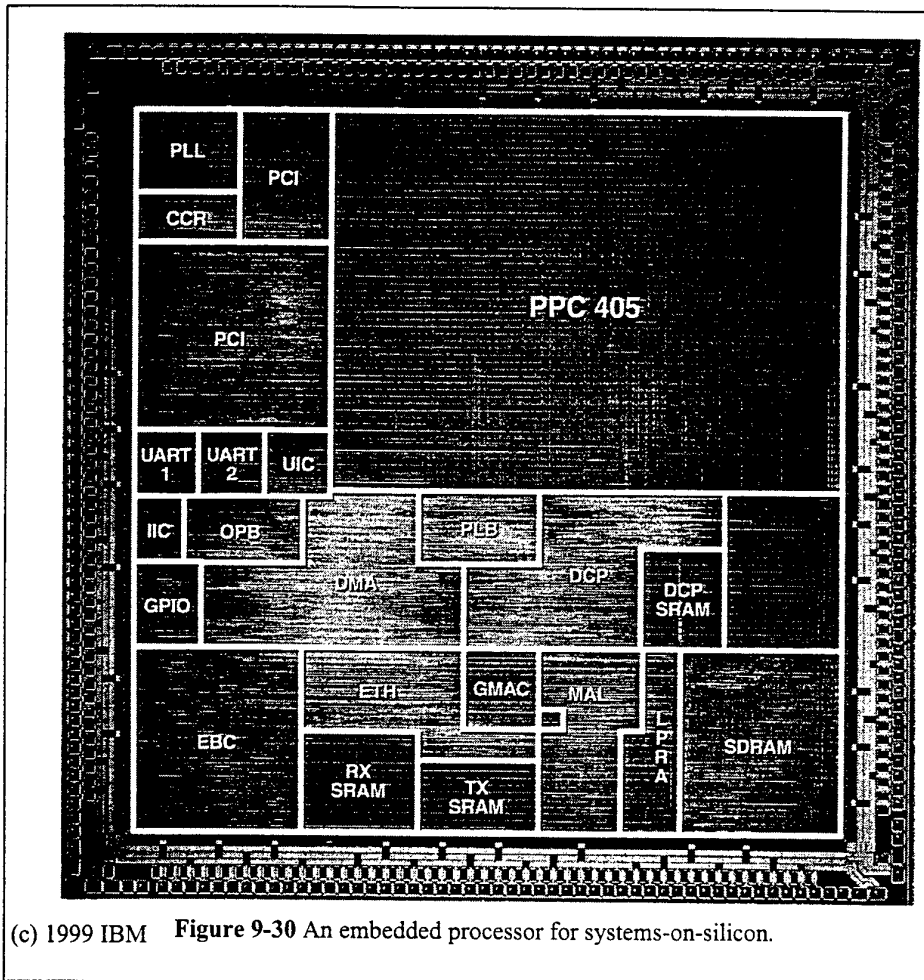 PLL
PCI
CCR
PPC 405
PCI
UART
1
UART
2
UIC
IIC
OPB
PLB
DMA
DCP
GPIO
DCP
SRAM
ETH
GMAC
MAL
EBC
LPRA
SDRAM
RX
SRAM
TX
SRAM
(c) 1999 IBM Figure 9-30 An embedded processor for systems-on-silicon.